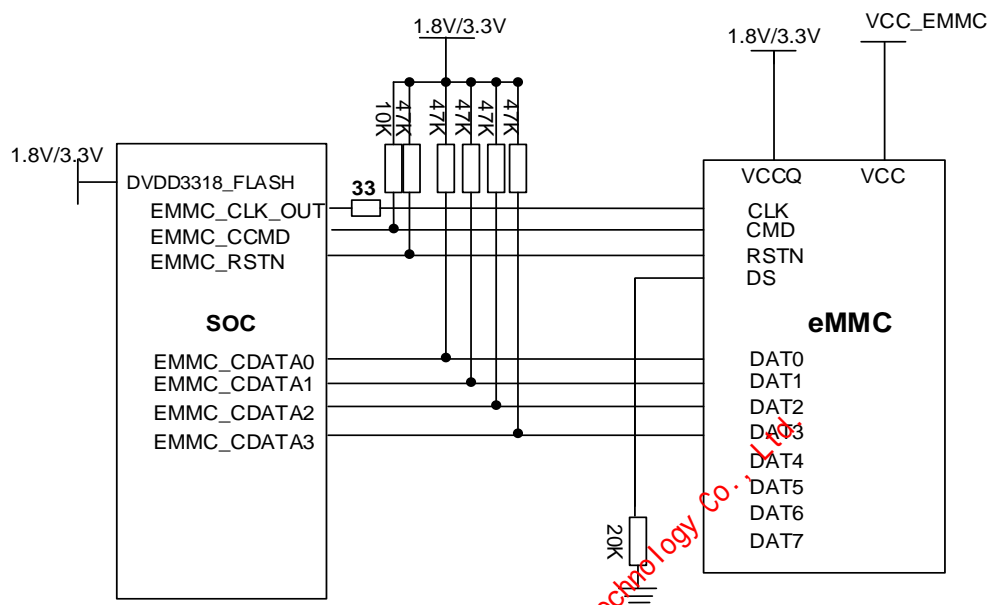 1.8V/3.3V
1.8V/3.3V
VCC_EMMC
10K
47K
47K
47K
47K
47K
1.8V/3.3V
DVDD3318_FLASH
EMMC_CLK_OUT
33
EMMC_CCMD
EMMC_RSTN
SOC
EMMC_CDATA0
EMMC_CDATA1
EMMC_CDATA2
EMMC_CDATA3
20K
VCCQ
VCC
CLK
CMD
RSTN
DS
eMMC
DAT0
DAT1
DAT2
DAT3
DAT4
DAT5
DAT6
DAT7
Co., Ltd.